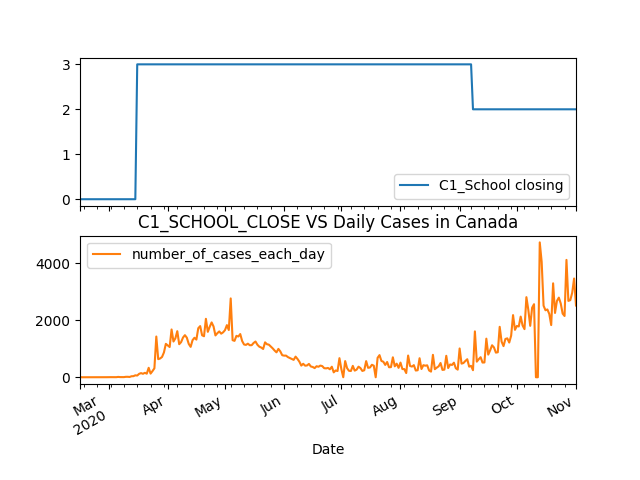 3
2
1
0
C1_School closing
C1_SCHOOL_CLOSE VS Daily Cases in Canada
number_of_cases_each_day
4000
2000
0
Mar
2020
Apr
May
Jun
Jul
Aug
Sep
Oct
Nov
Date